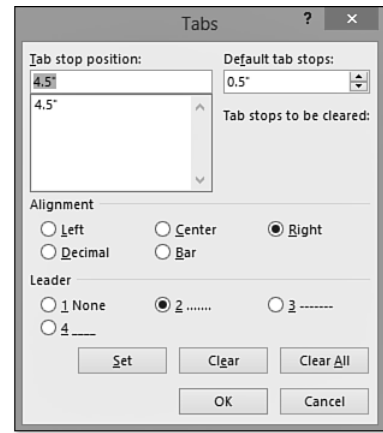 Tabs ? ×
Tab stop position: Default tab stops:
4.5" 0.5"
4.5"
Tab stops to be cleared:
Alignment
Left Center Right
Decimal Bar
Leader
1 None 2 ....... 3 -------
4 ____
Set Clear Clear All
OK Cancel